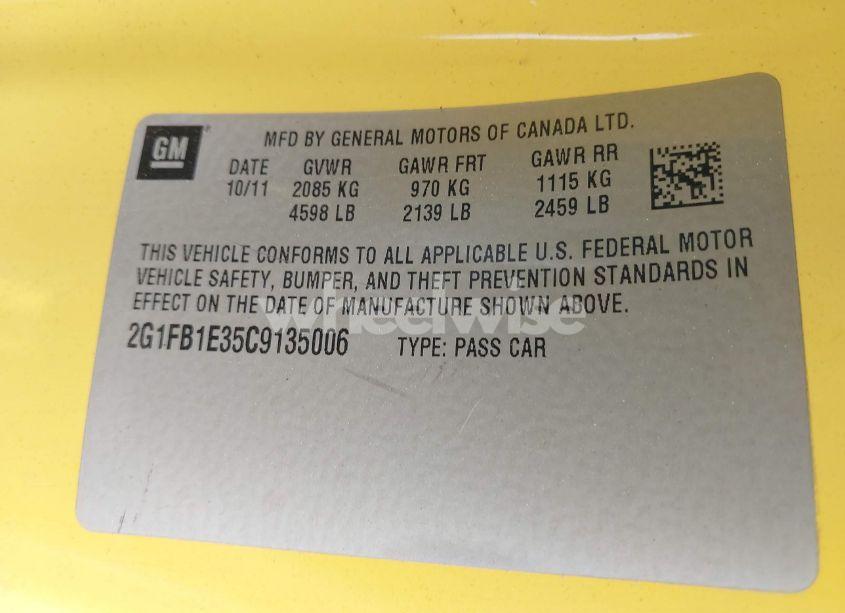 GM
MFD BY GENERAL MOTORS OF CANADA LTD.
DATE GVWR GAWR FRT GAWR RR
10/11 2085 KG 970 KG 1115 KG
4598 LB 2139 LB 2459 LB
THIS VEHICLE CONFORMS TO ALL APPLICABLE U.S. FEDERAL MOTOR
VEHICLE SAFETY, BUMPER, AND THEFT PREVENTION STANDARDS IN
EFFECT ON THE DATE OF MANUFACTURE SHOWN ABOVE.
wheelwise
2G1FB1E35C9135006 TYPE: PASS CAR